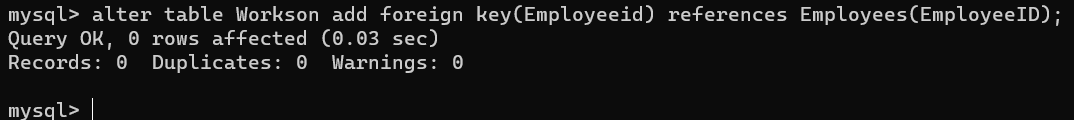 mysql> alter table Workson add foreign key(Employeeid) references Employees(EmployeeID);
Query OK, 0 rows affected (0.03 sec)
Records: 0  Duplicates: 0  Warnings: 0
mysql>